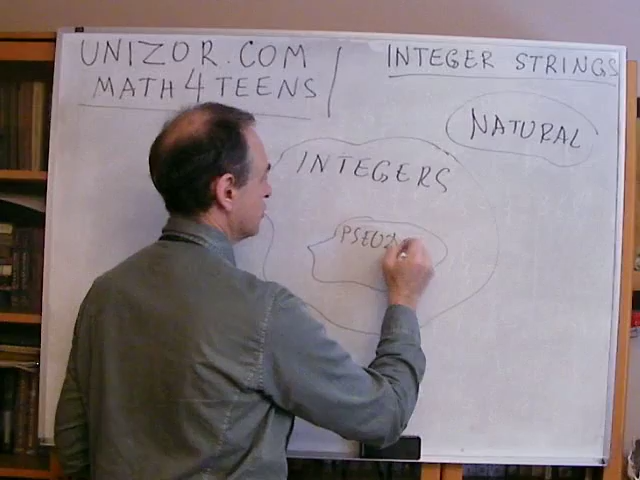 UNIZOR.COM
MATH4TEENS
INTEGER STRINGS
NATURAL
INTEGERS